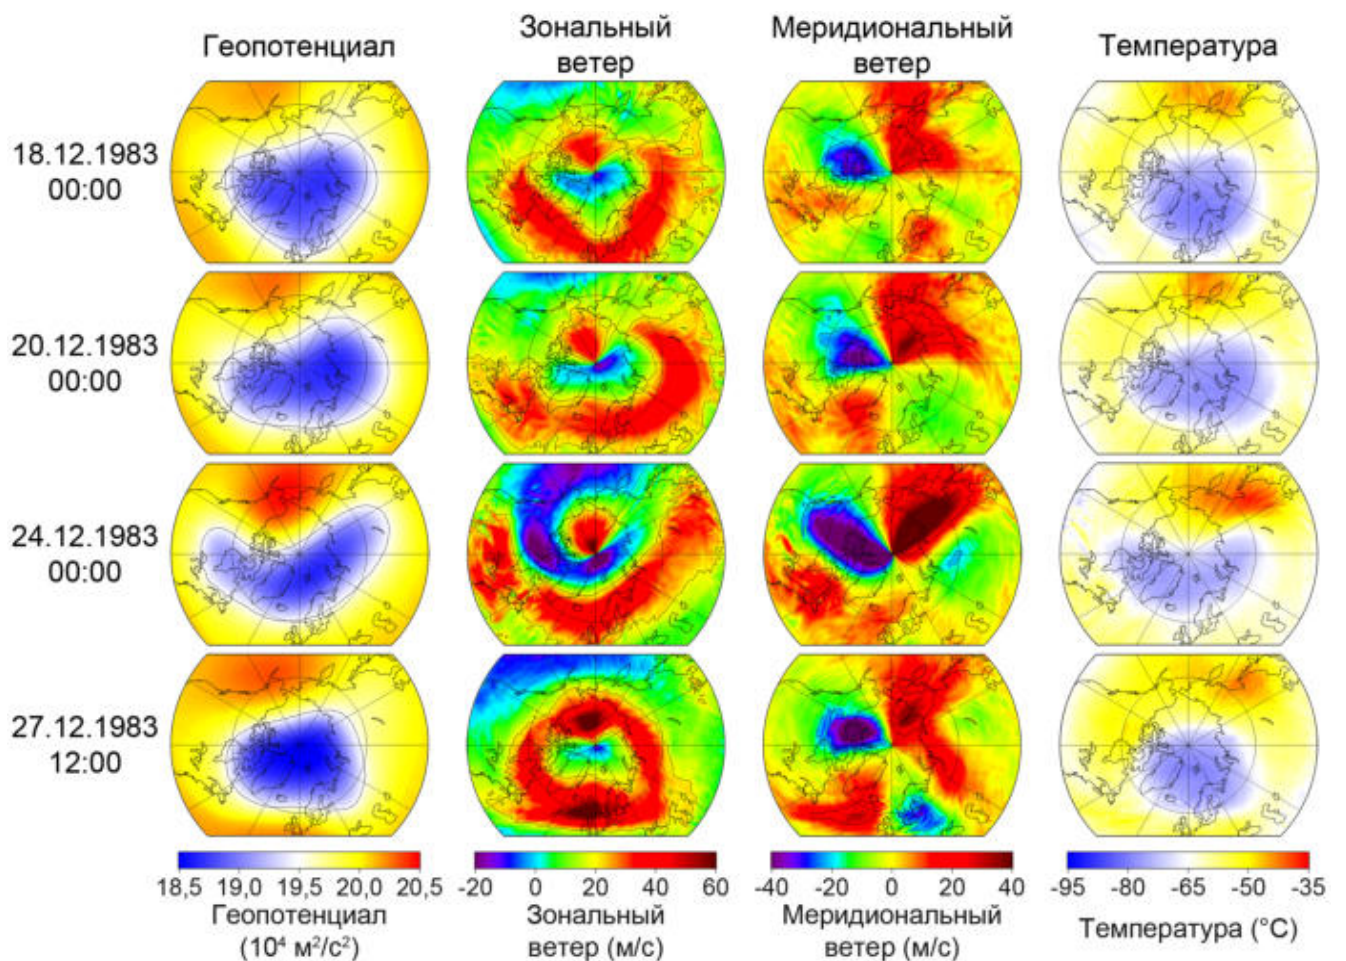 Геопотенциал
Зональный
ветер
Меридиональный
ветер
Температура
18.12.1983
00:00
20.12.1983
00:00
24.12.1983
00:00
27.12.1983
12:00
18,5 19,0 19,5 20,0 20,5
Геопотенциал
(10⁴ м²/с²)
-20 0 20 40 60
Зональный
ветер (м/с)
-40 -20 0 20 40
Меридиональный
ветер (м/с)
-95 -80 -65 -50 -35
Температура (°C)